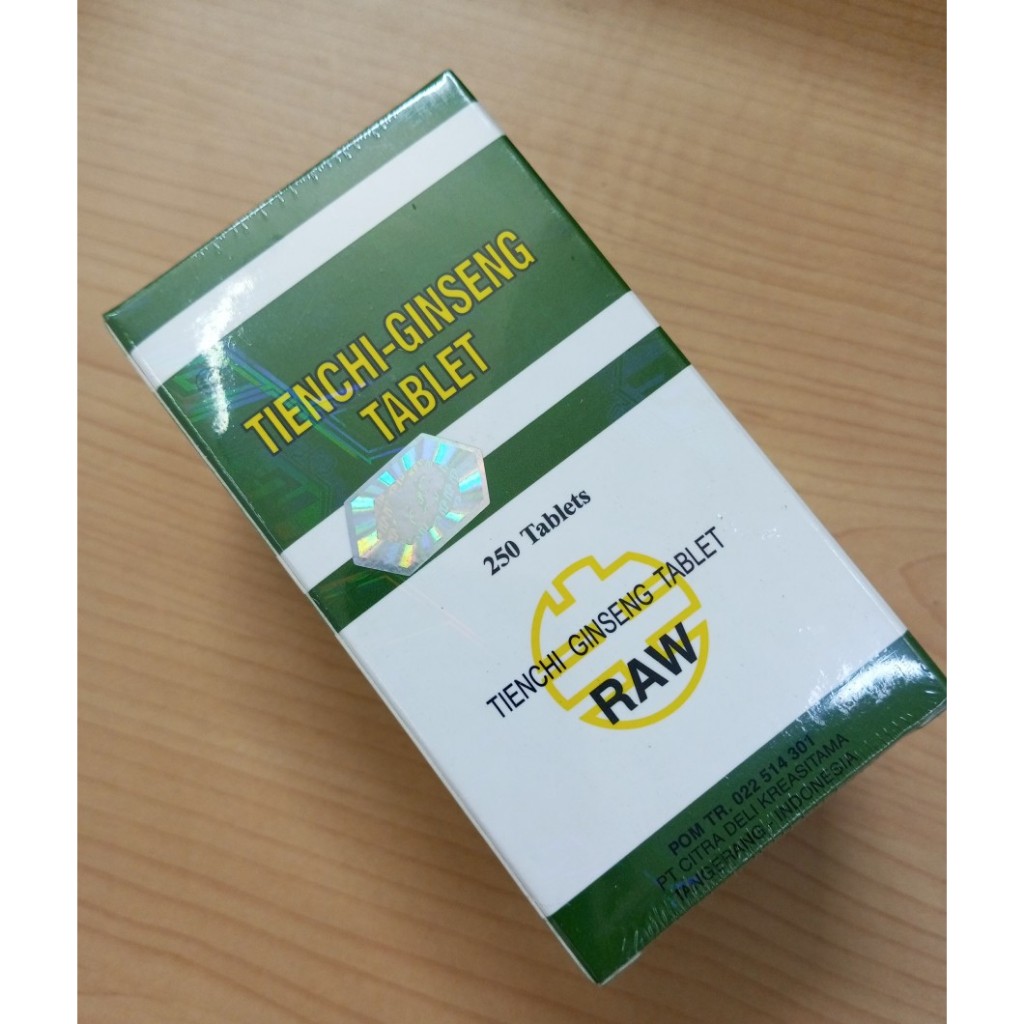 TIENCHI-GINSENG
TABLET
250 Tablets
TIENCHI GINSENG TABLET
RAW
POM TR. 022 514 301
PT. CITRA DELI KREASITAMA
TANGERANG - INDONESIA